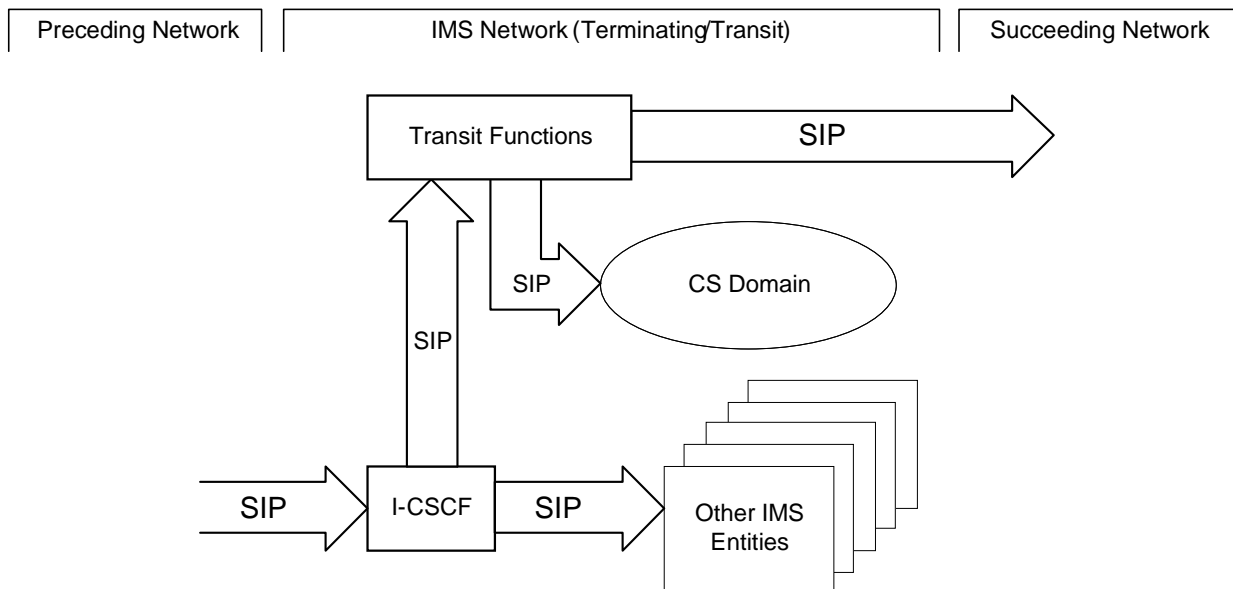 Preceding Network
IMS Network (Terminating/Transit)
Succeeding Network
Transit Functions
SIP
SIP
CS Domain
SIP
SIP
I-CSCF
SIP
Other IMS
Entities